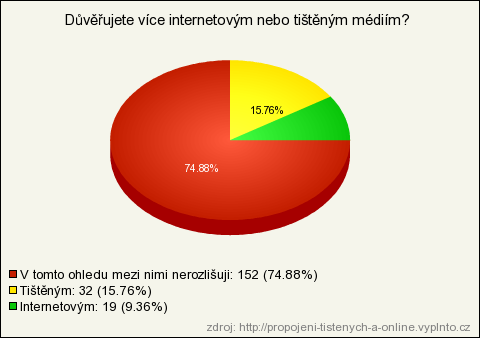 Důvěřujete více internetovým nebo tištěným médiím?
15.76%
74.88%
V tomto ohledu mezi nimi nerozlišuji: 152 (74.88%)
Tištěným: 32 (15.76%)
Internetovým: 19 (9.36%)
zdroj: http://propojeni-tistenych-a-online.vyplnto.cz